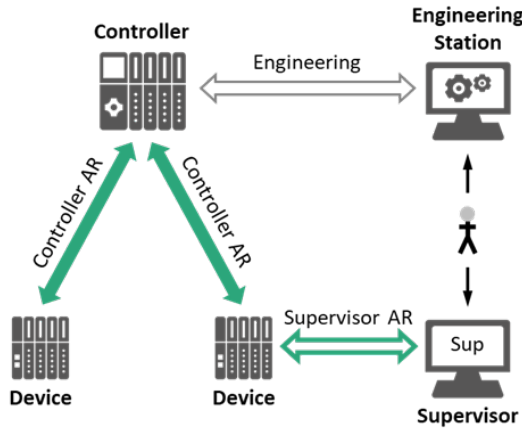 Controller
Engineering
Station
Engineering
Controller AR
Controller AR
Supervisor AR
Sup
Device
Device
Supervisor